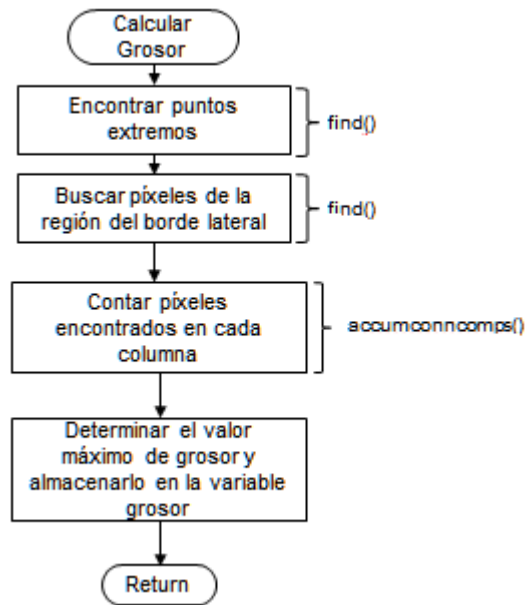 Calcular
Grosor
Encontrar puntos
extremos
find()
Buscar píxeles de la
región del borde lateral
find()
Contar píxeles
encontrados en cada
columna
accumconncomps()
Determinar el valor
máximo de grosor y
almacenarlo en la variable
grosor
Return